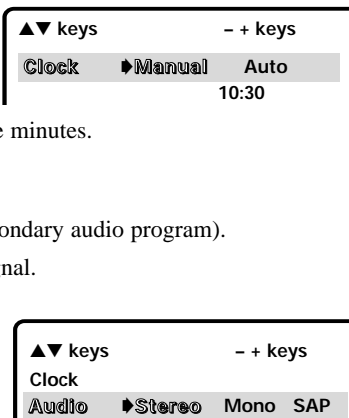 ▲▼ keys – + keys
Clock ➧Manual Auto
10:30
minutes.
ondary audio program).
nal.
▲▼ keys – + keys
Clock
Audio ➧Stereo Mono SAP